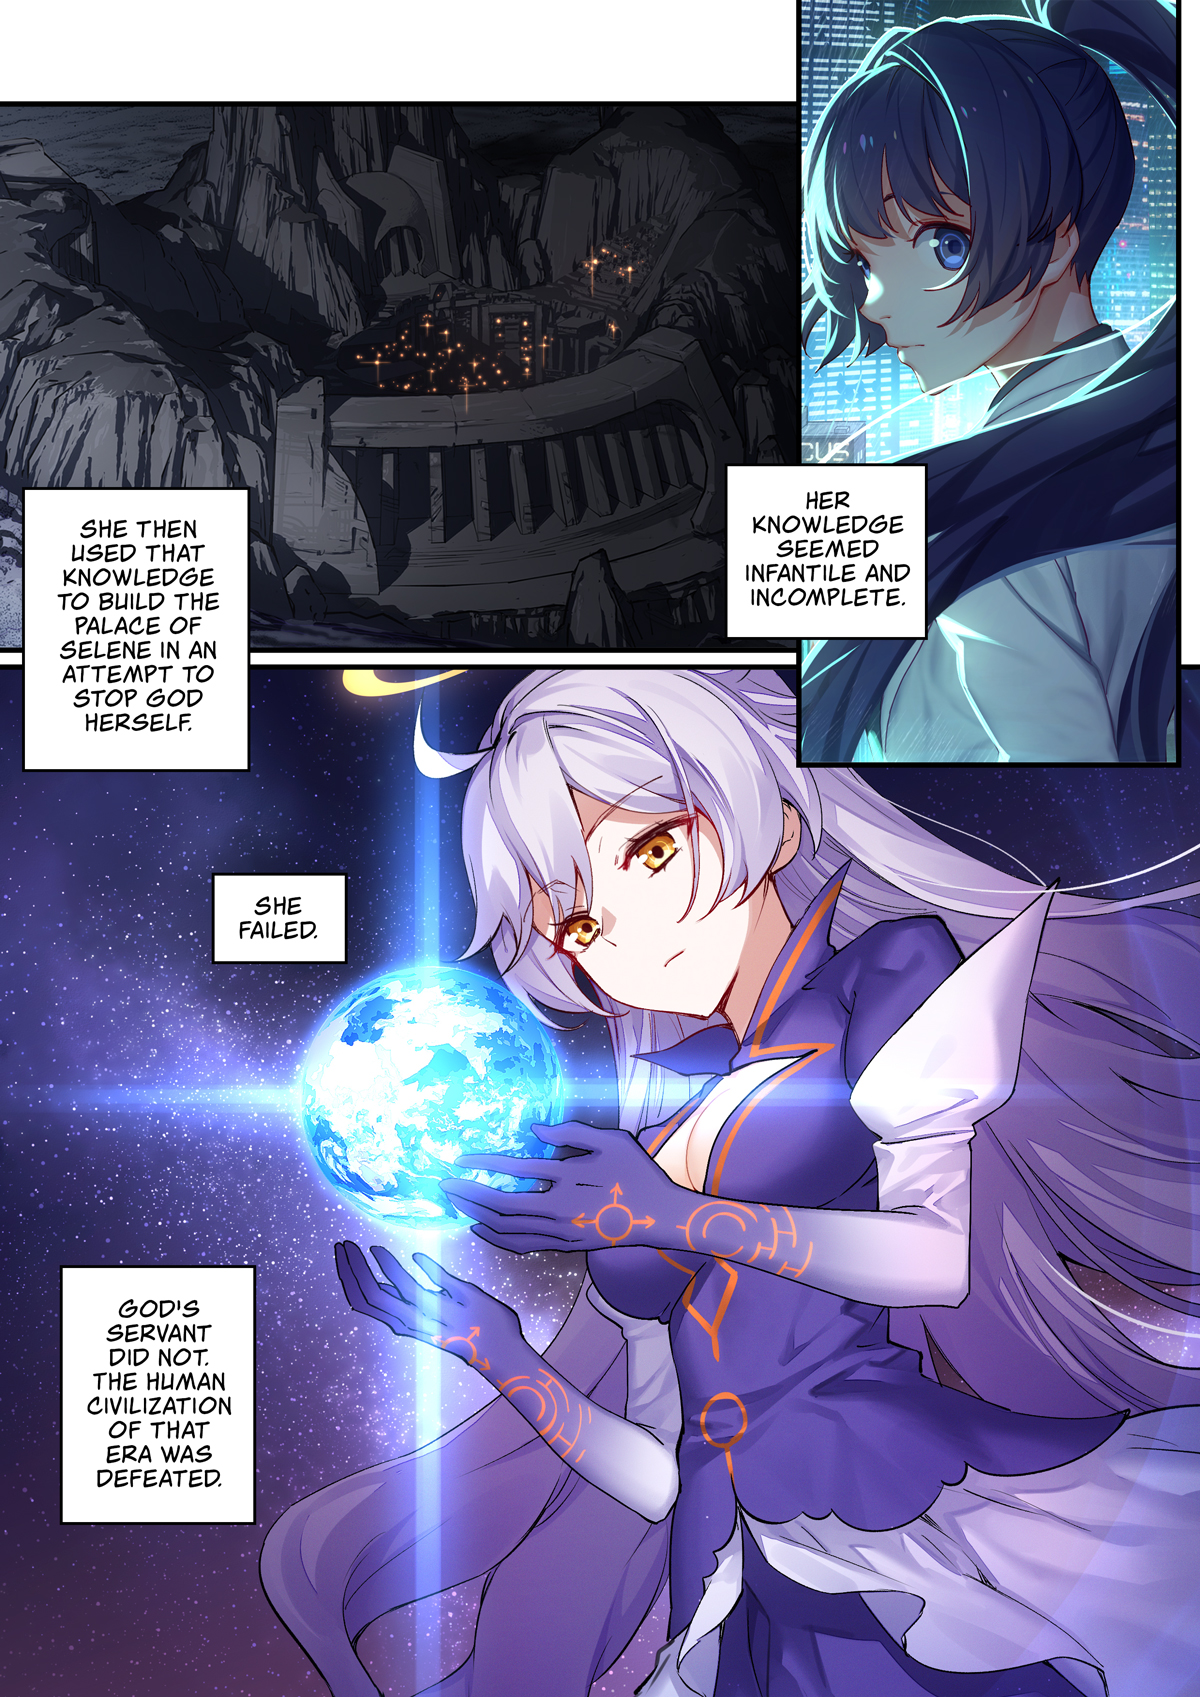 CUS
HER
KNOWLEDGE
SEEMED
INFANTILE AND
INCOMPLETE.
SHE THEN
USED THAT
KNOWLEDGE
TO BUILD THE
PALACE OF
SELENE IN AN
ATTEMPT TO
STOP GOD
HERSELF.
SHE
FAILED.
GOD'S
SERVANT
DID NOT.
THE HUMAN
CIVILIZATION
OF THAT
ERA WAS
DEFEATED.